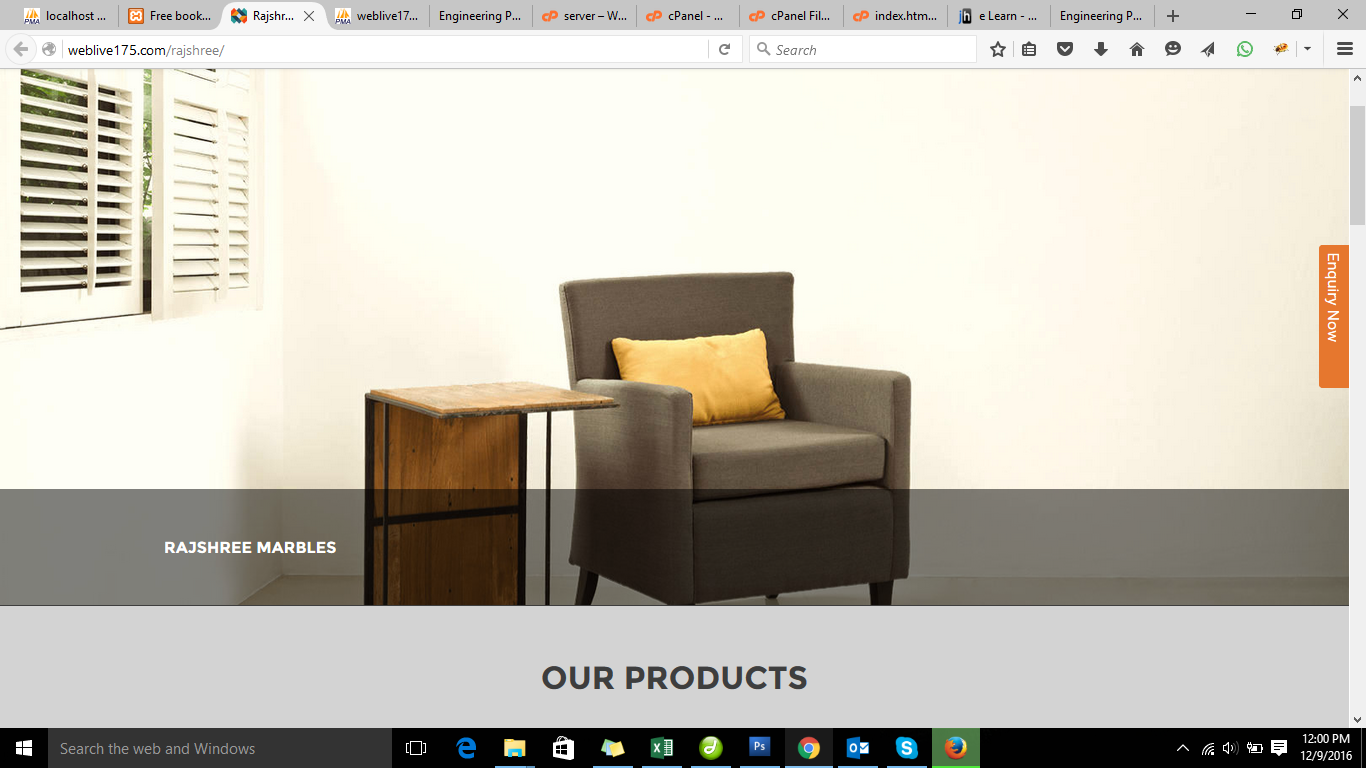 localhost ...
Free book...
Rajshr...
weblive17...
Engineering P...
server – W...
cPanel - ...
cPanel Fil...
index.htm...
e Learn - ...
Engineering P...
weblive175.com/rajshree/
Search
Enquiry Now
RAJSHREE MARBLES
OUR PRODUCTS
Search the web and Windows
12:00 PM
12/9/2016